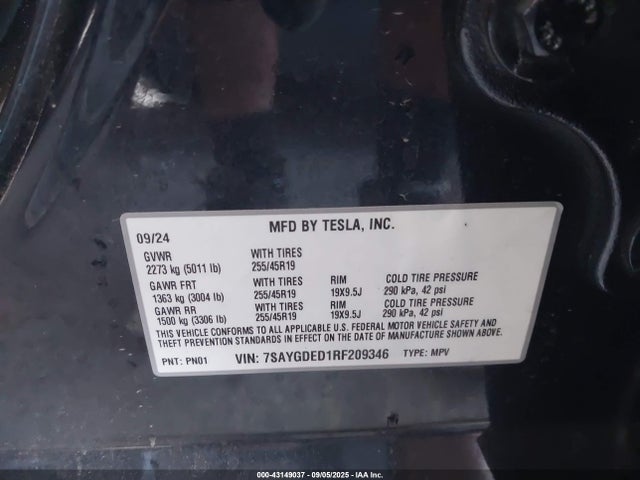 MFD BY TESLA, INC.
09/24
GVWR WITH TIRES
2273 kg (5011 lb) 255/45R19
GAWR FRT WITH TIRES RIM COLD TIRE PRESSURE
1363 kg (3004 lb) 255/45R19 19X9.5J 290 kPa, 42 psi
GAWR RR WITH TIRES RIM COLD TIRE PRESSURE
1500 kg (3306 lb) 255/45R19 19X9.5J 290 kPa, 42 psi
THIS VEHICLE CONFORMS TO ALL APPLICABLE U.S. FEDERAL MOTOR VEHICLE SAFETY AND
THEFT PREVENTION STANDARDS IN EFFECT ON THE DATE OF MANUFACTURE SHOWN ABOVE.
PNT: PN01 VIN: 7SAYGDED1RF209346 TYPE: MPV
000-43149037 - 09/05/2025 - IAA Inc.